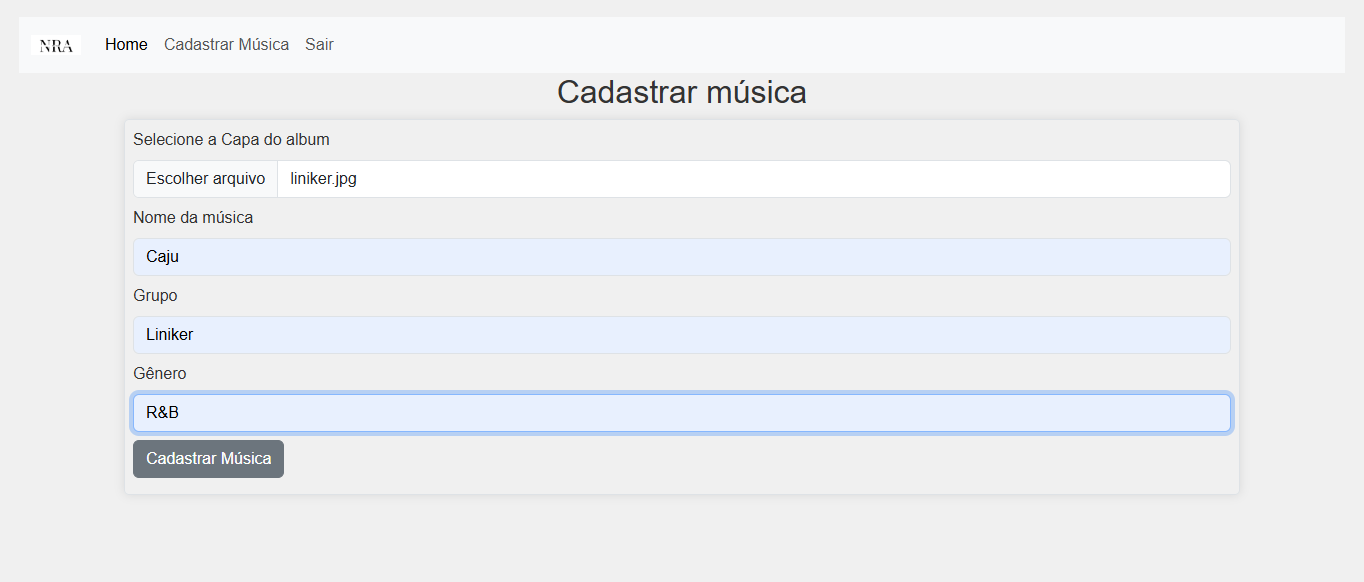 NRA Home Cadastrar Música Sair
Cadastrar música
Selecione a Capa do album
Escolher arquivo liniker.jpg
Nome da música
Caju
Grupo
Liniker
Gênero
R&B
Cadastrar Música